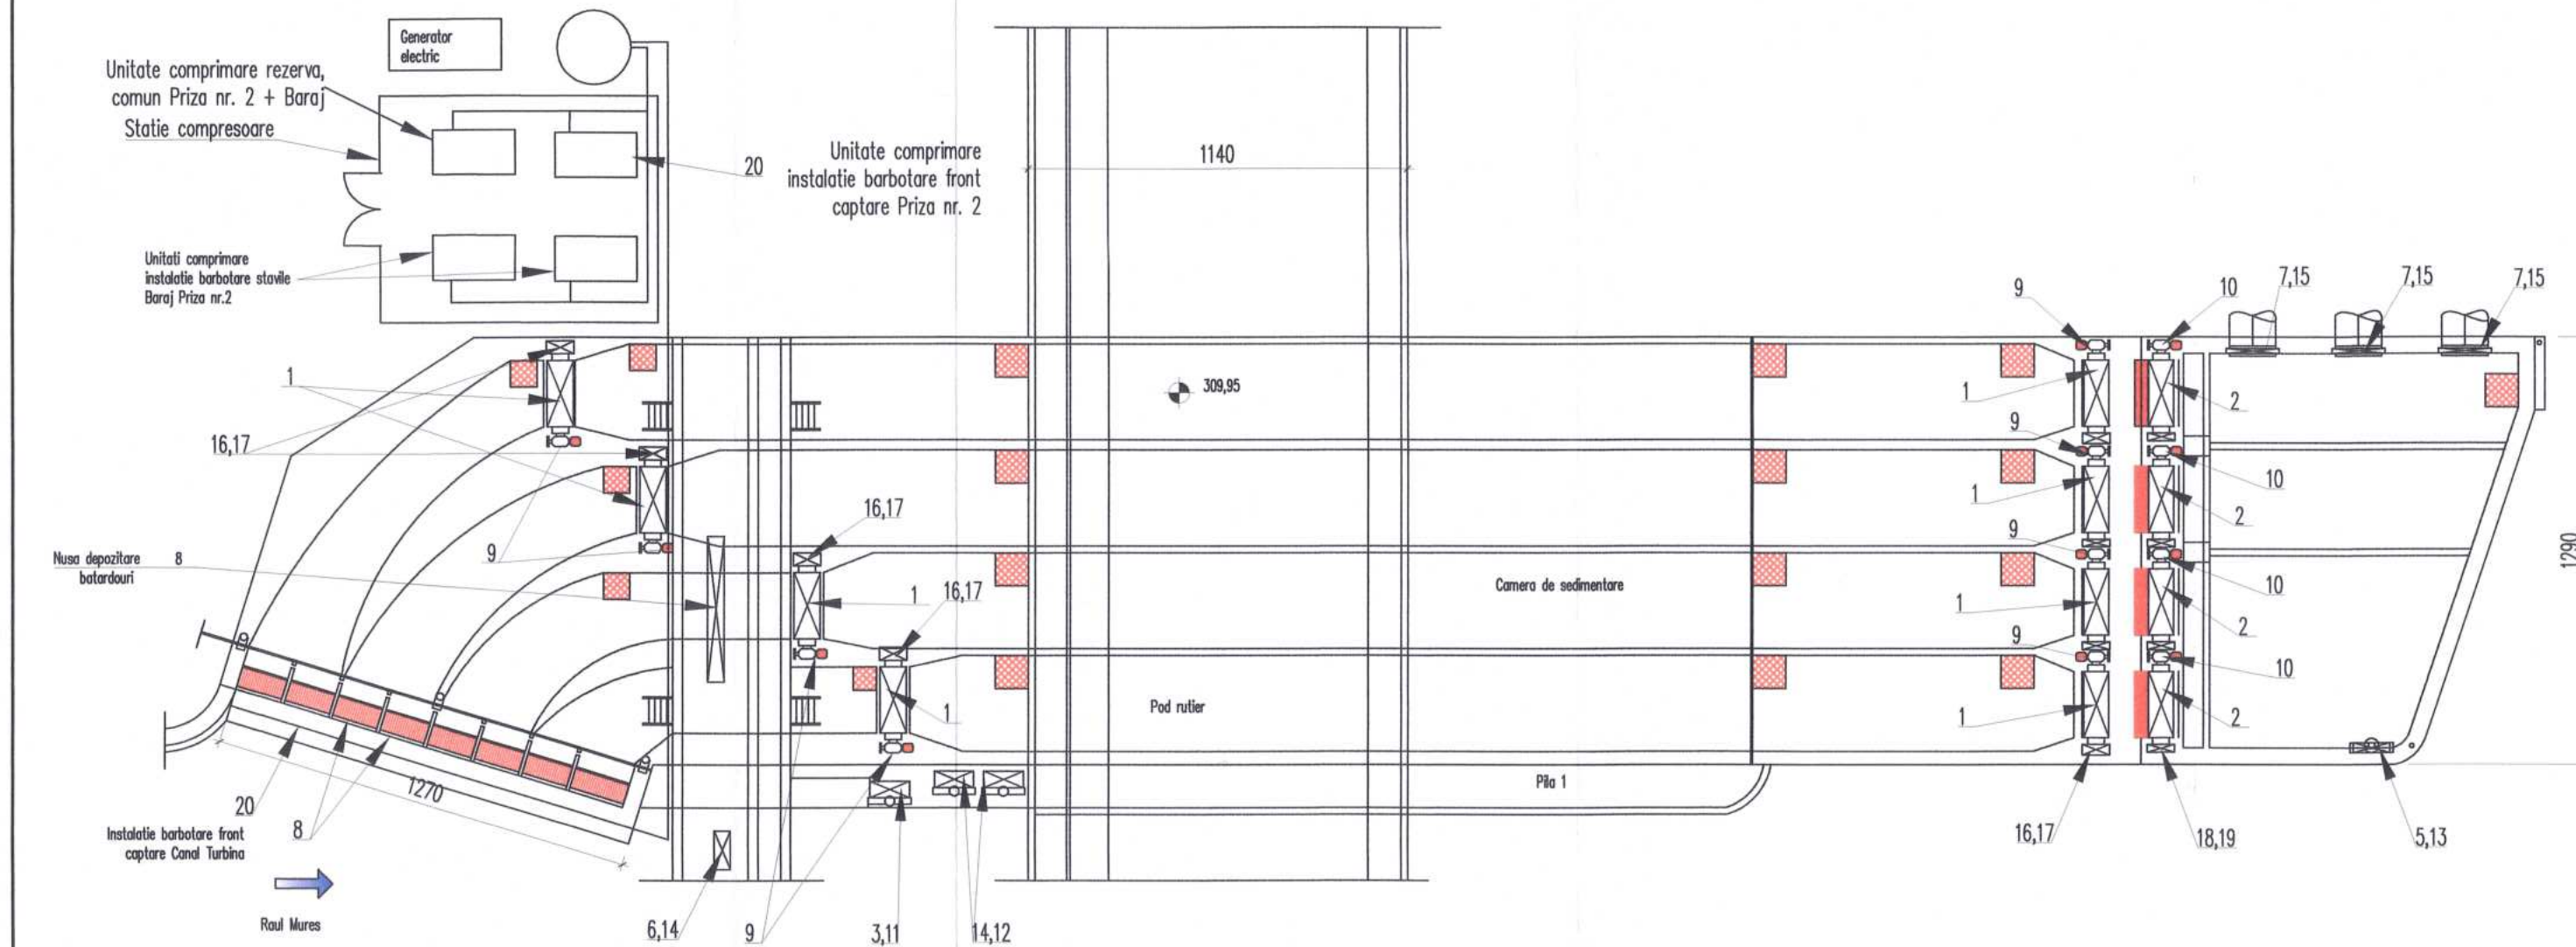 Generator
electric
Unitate comprimare rezerva,
comun Priza nr. 2 + Baraj
Statie compresoare
20
Unitate comprimare
instalatie barbotare front
captare Priza nr. 2
1140
Unitati comprimare
instalatie barbotare stavile
Baraj Priza nr.2
9
10
7,15
7,15
7,15
1
309,95
1
2
16,17
9
10
16,17
1
2
9
9
Nusa depozitare
batardouri
8
1
16,17
Camera de sedimentare
10
1
2
1290
9
10
1
Pod rutier
1
2
1270
Pila 1
20
Instalatie barbotare front
captare Canal Turbina
8
16,17
18,19
5,13
Raul Mures
6,14
9
3,11
14,12